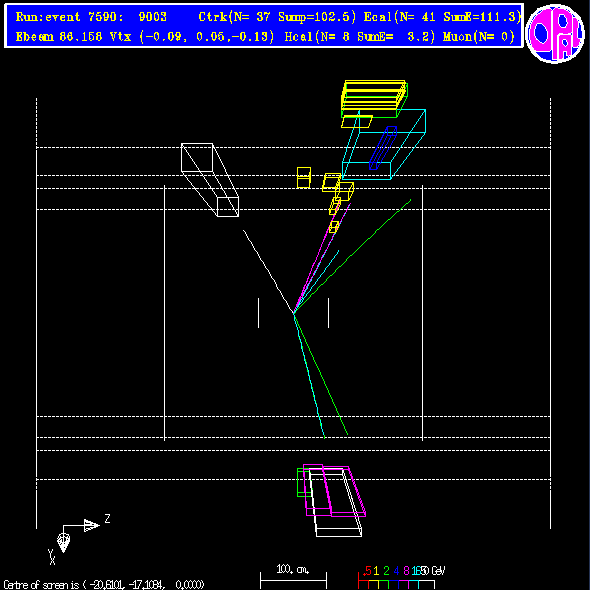 Run:event 7590: 9003 Ctrk(N= 37 Sump=102.5) Ecal(N= 41 SumE=111.3)
Ebeam 86.158 Vtx (-0.09, 0.05,-0.13) Hcal(N= 8 SumE= 3.2) Muon(N= 0)
OPAL
Z
Y
X
100. cm.
.5 1 2 4 8 16 50 GeV
Centre of screen is ( -20.6101, -17.1084, 0.0000)